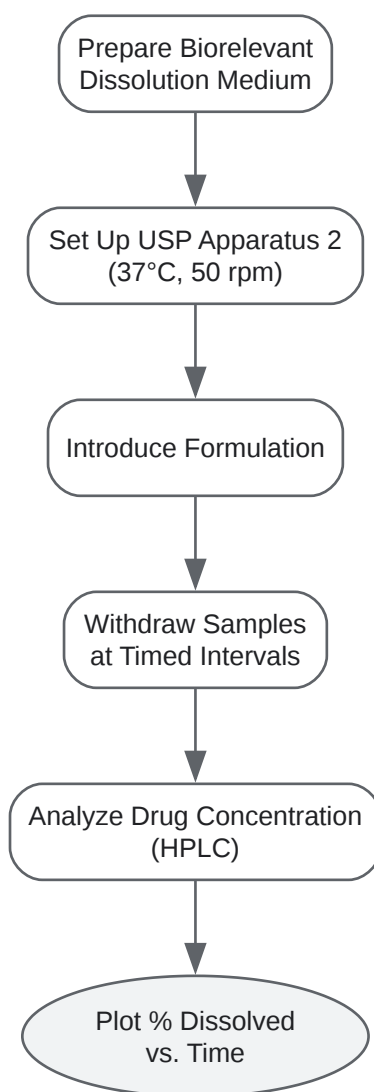 Prepare Biorelevant
Dissolution Medium
Set Up USP Apparatus 2
(37°C, 50 rpm)
Introduce Formulation
Withdraw Samples
at Timed Intervals
Analyze Drug Concentration
(HPLC)
Plot % Dissolved
vs. Time